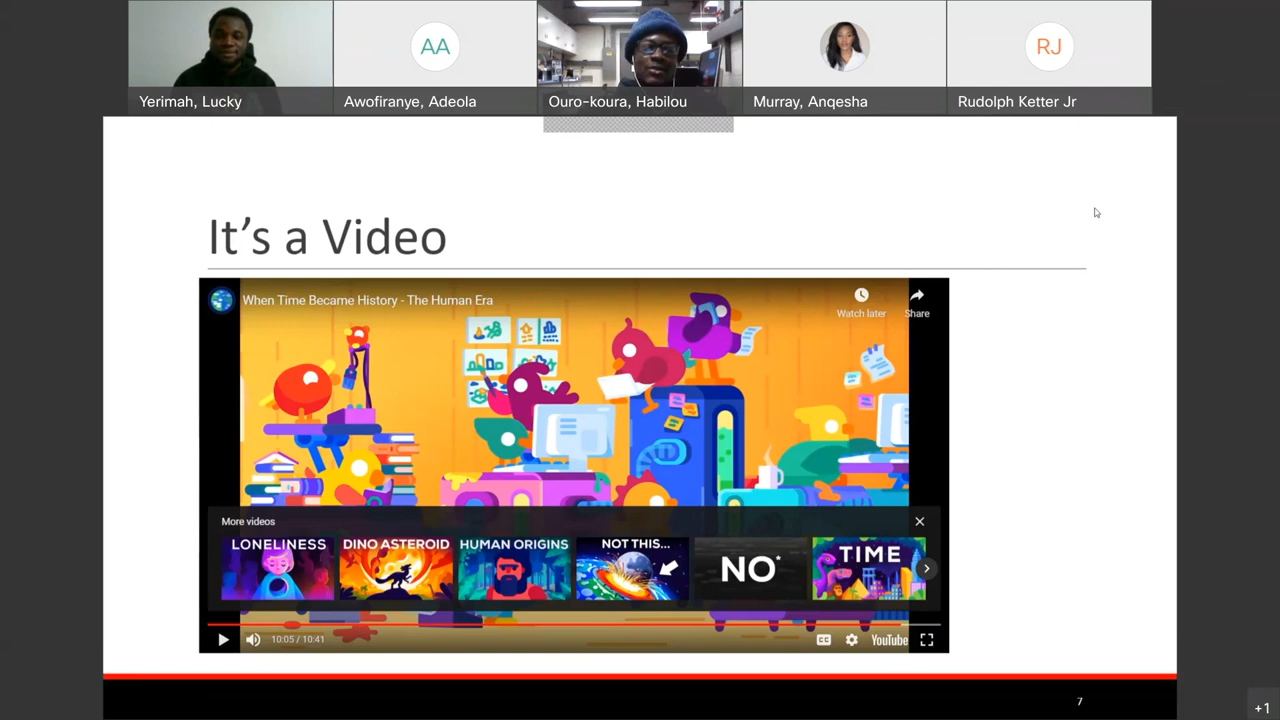 AA
RJ
Yerimah, Lucky
Awofiranye, Adeola
Ouro-koura, Habilou
Murray, Anqesha
Rudolph Ketter Jr
It's a Video
When Time Became History - The Human Era
Watch later
Share
More videos
LONELINESS
DINO ASTEROID
HUMAN ORIGINS
NOT THIS...
NO*
TIME
10:05 / 10:41
CC
YouTube
7
+1